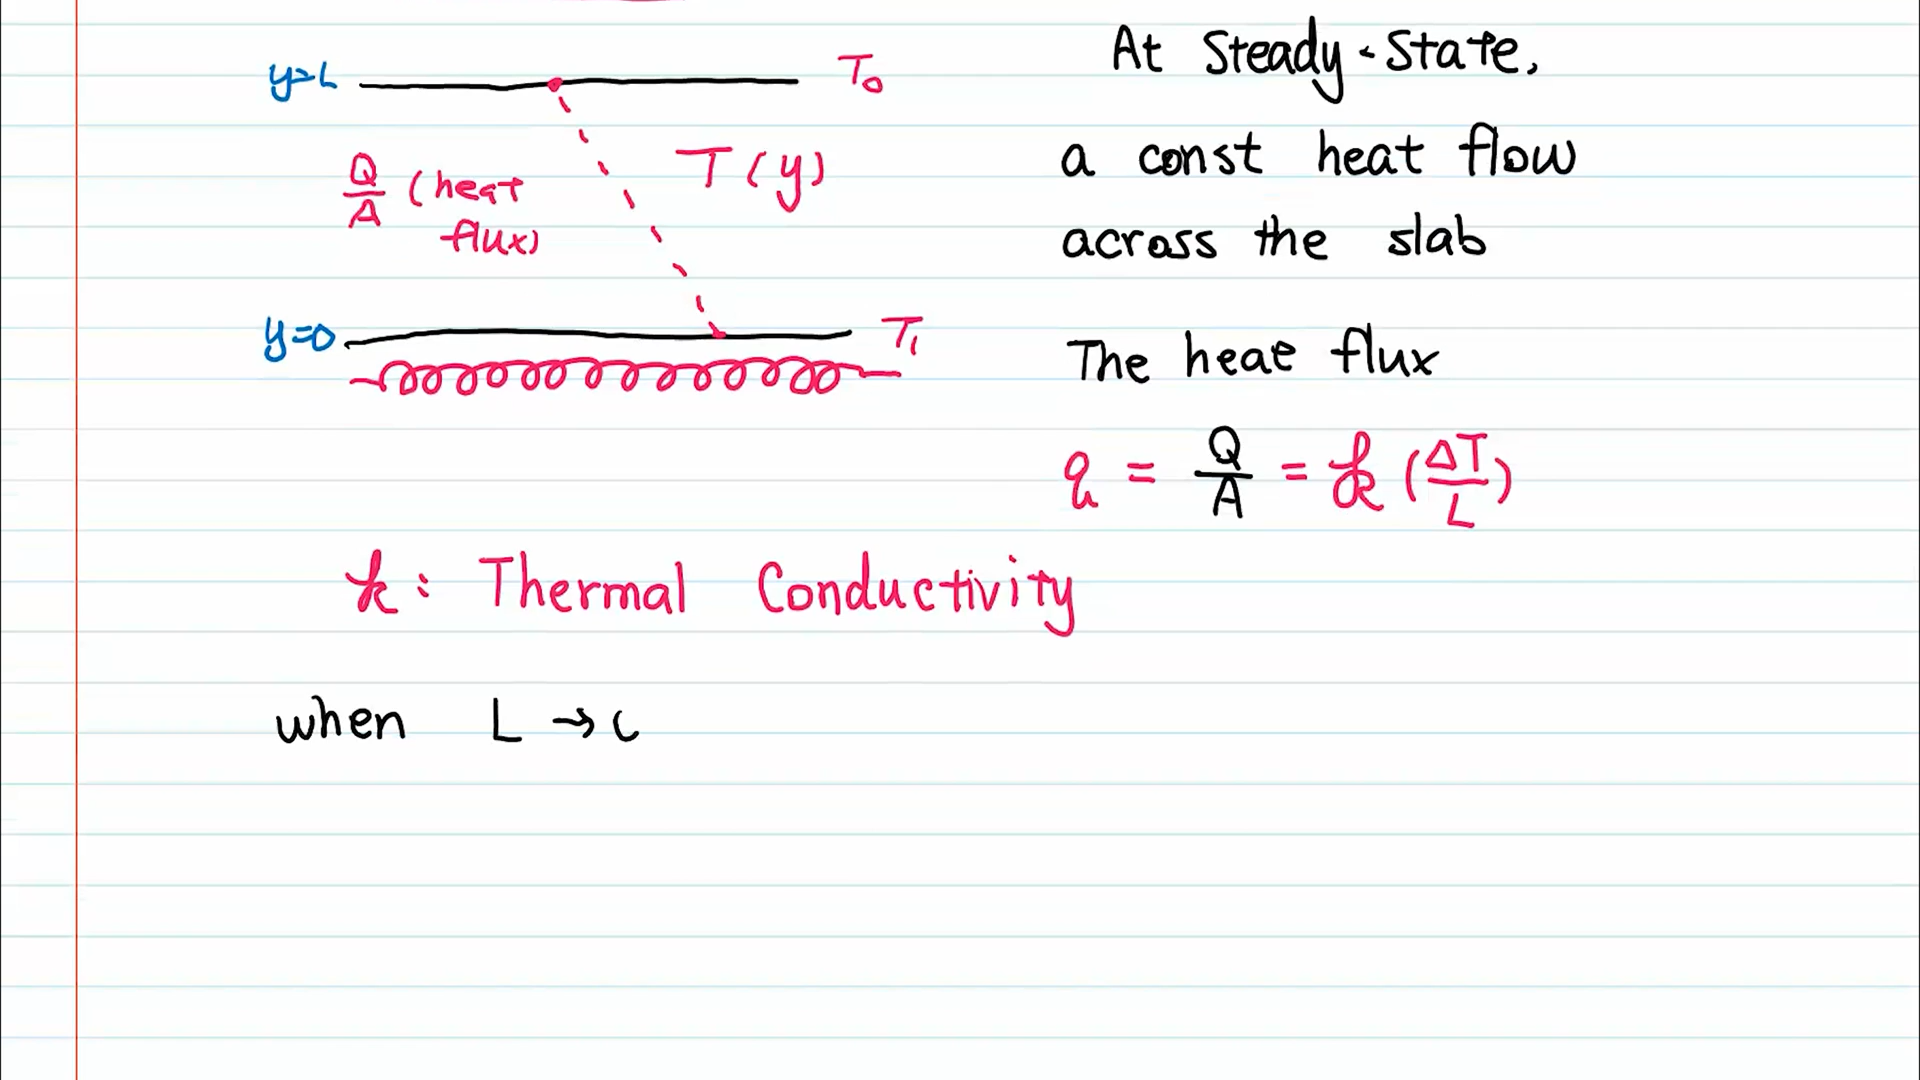 y=L T₀
Q/A (heat flux)
T(y)
y=0 T₁
At Steady-State,
a const heat flow
across the slab
The heat flux
q = Q/A = k (ΔT/L)
k: Thermal Conductivity
when L →